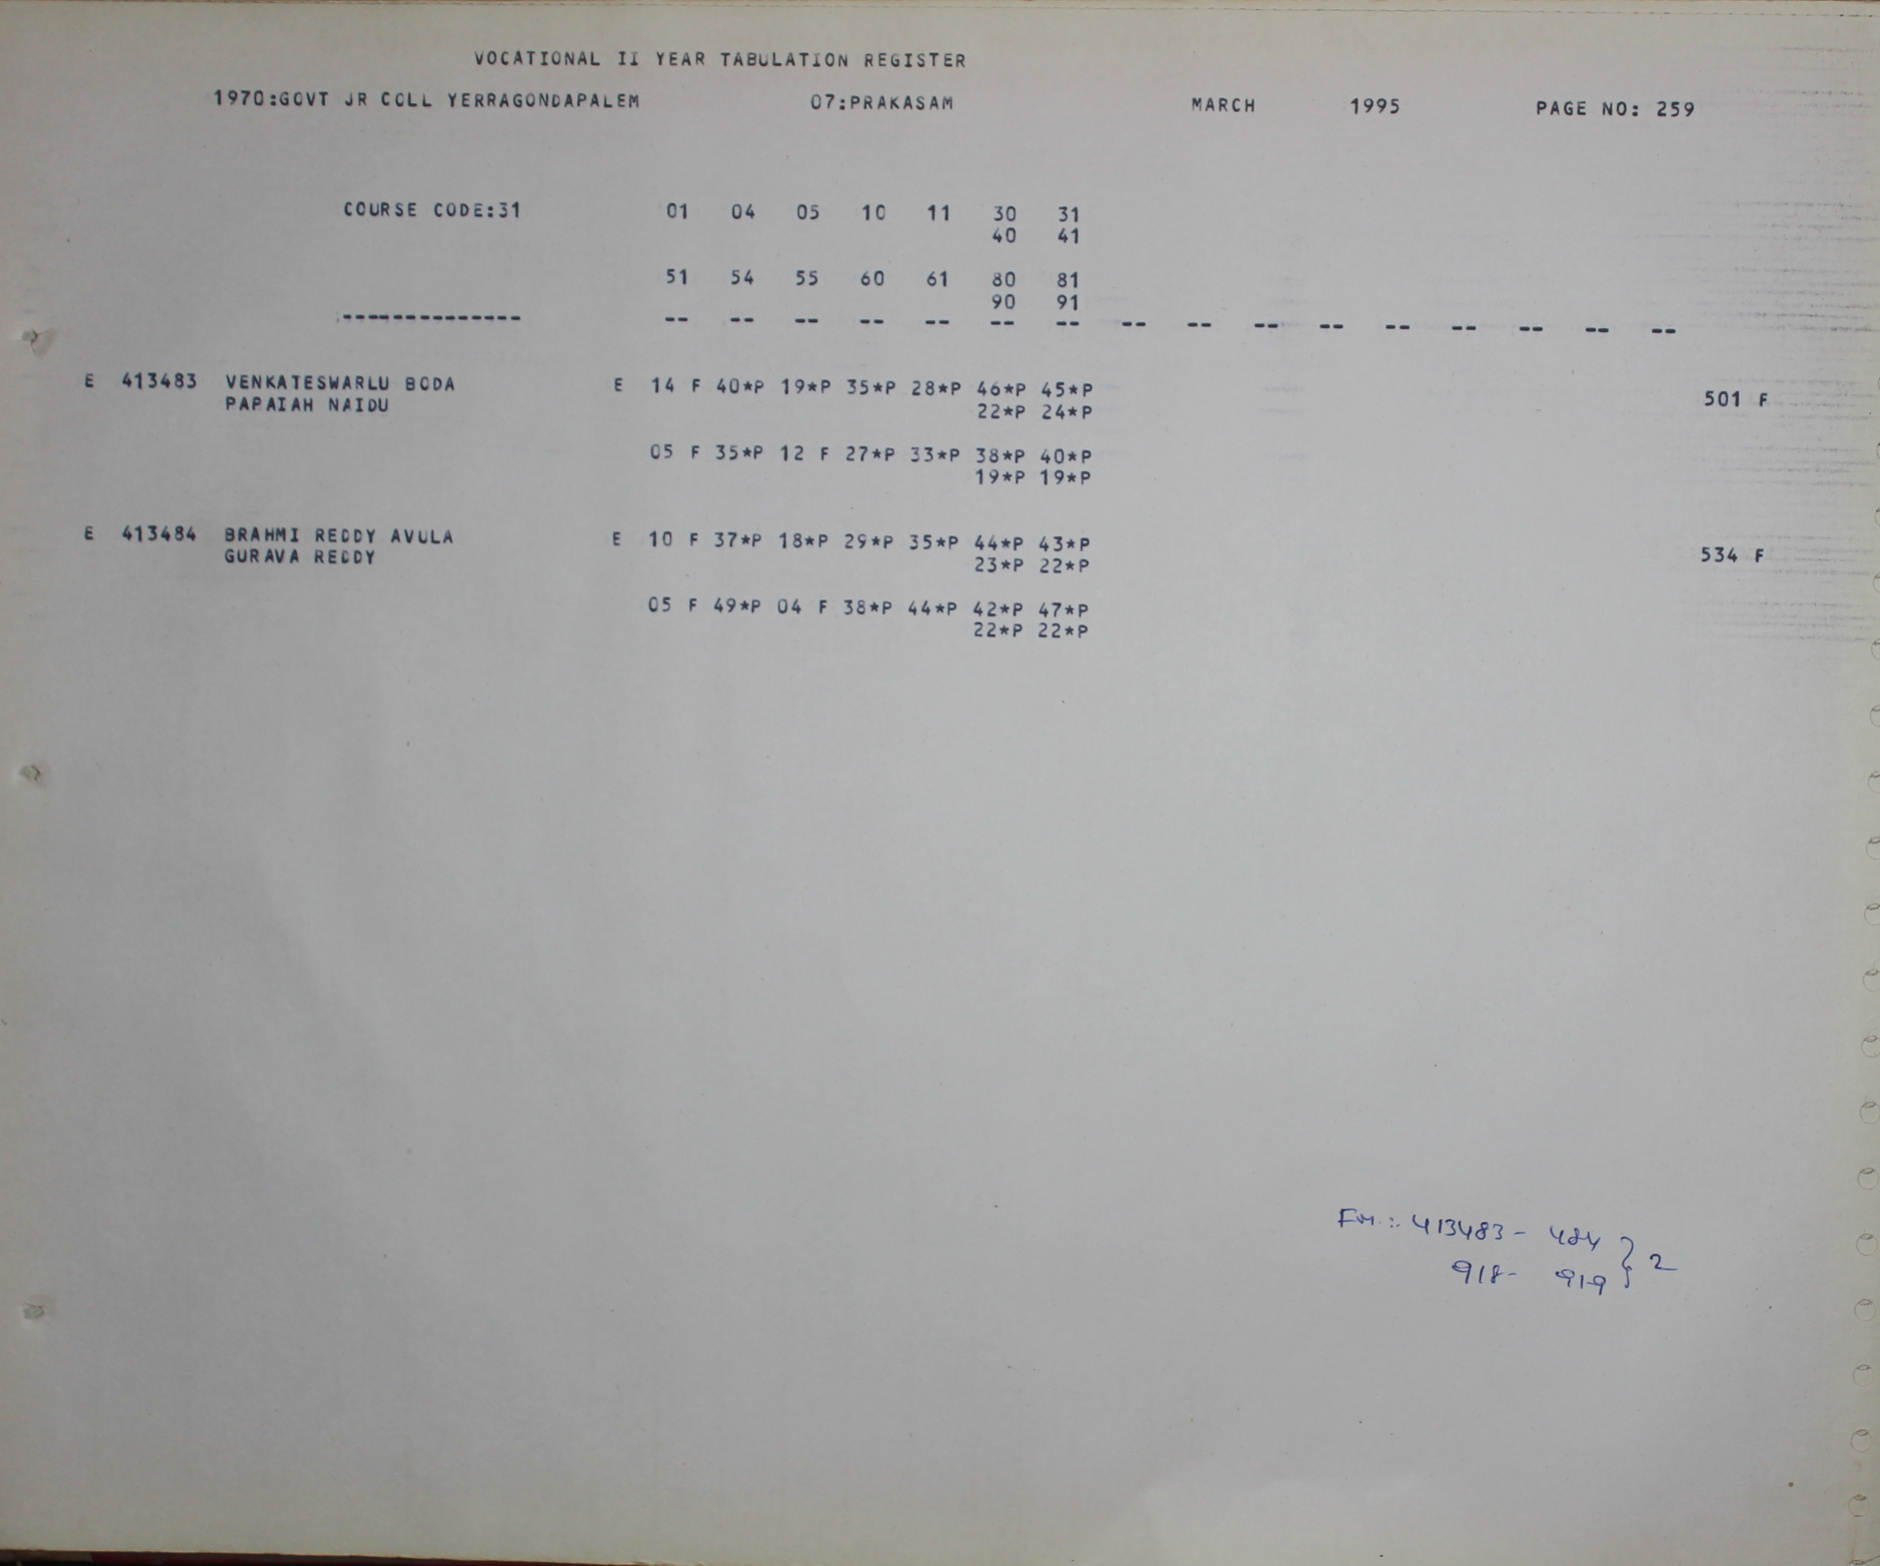 VOCATIONAL II YEAR TABULATION REGISTER
1970:GOVT JR COLL YERRAGONDAPALEM 07:PRAKASAM MARCH 1995 PAGE NO: 259
COURSE CODE:31 01 04 05 10 11 30 31
40 41
51 54 55 60 61 80 81
90 91
-------------- -- -- -- -- -- -- -- -- -- -- -- -- -- -- -- --
E 413483 VENKATESWARLU BODA E 14 F 40*P 19*P 35*P 28*P 46*P 45*P
PAPAIAH NAIDU 22*P 24*P 501 F
05 F 35*P 12 F 27*P 33*P 38*P 40*P
19*P 19*P
E 413484 BRAHMI REDDY AVULA E 10 F 37*P 18*P 29*P 35*P 44*P 43*P
GURAVA REDDY 23*P 22*P 534 F
05 F 49*P 04 F 38*P 44*P 42*P 47*P
22*P 22*P
413483- 484
918- 919 } 2